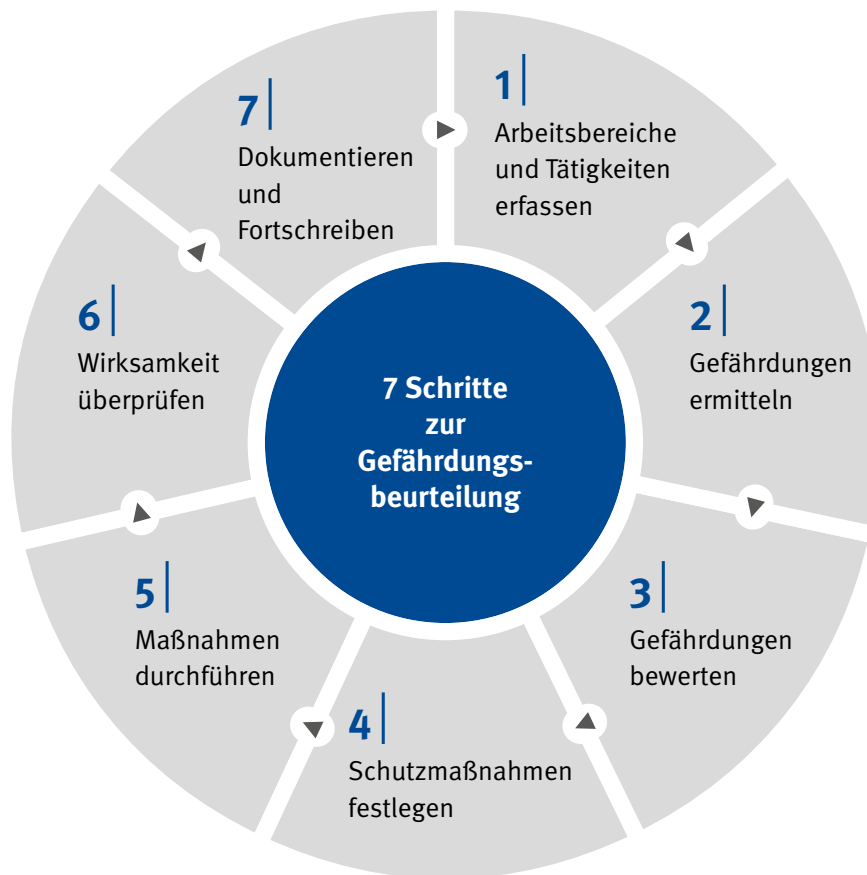 7 Schritte
zur
Gefährdungs-
beurteilung
1
Arbeitsbereiche
und Tätigkeiten
erfassen
2
Gefährdungen
ermitteln
3
Gefährdungen
bewerten
4
Schutzmaßnahmen
festlegen
5
Maßnahmen
durchführen
6
Wirksamkeit
überprüfen
7
Dokumentieren
und
Fortschreiben